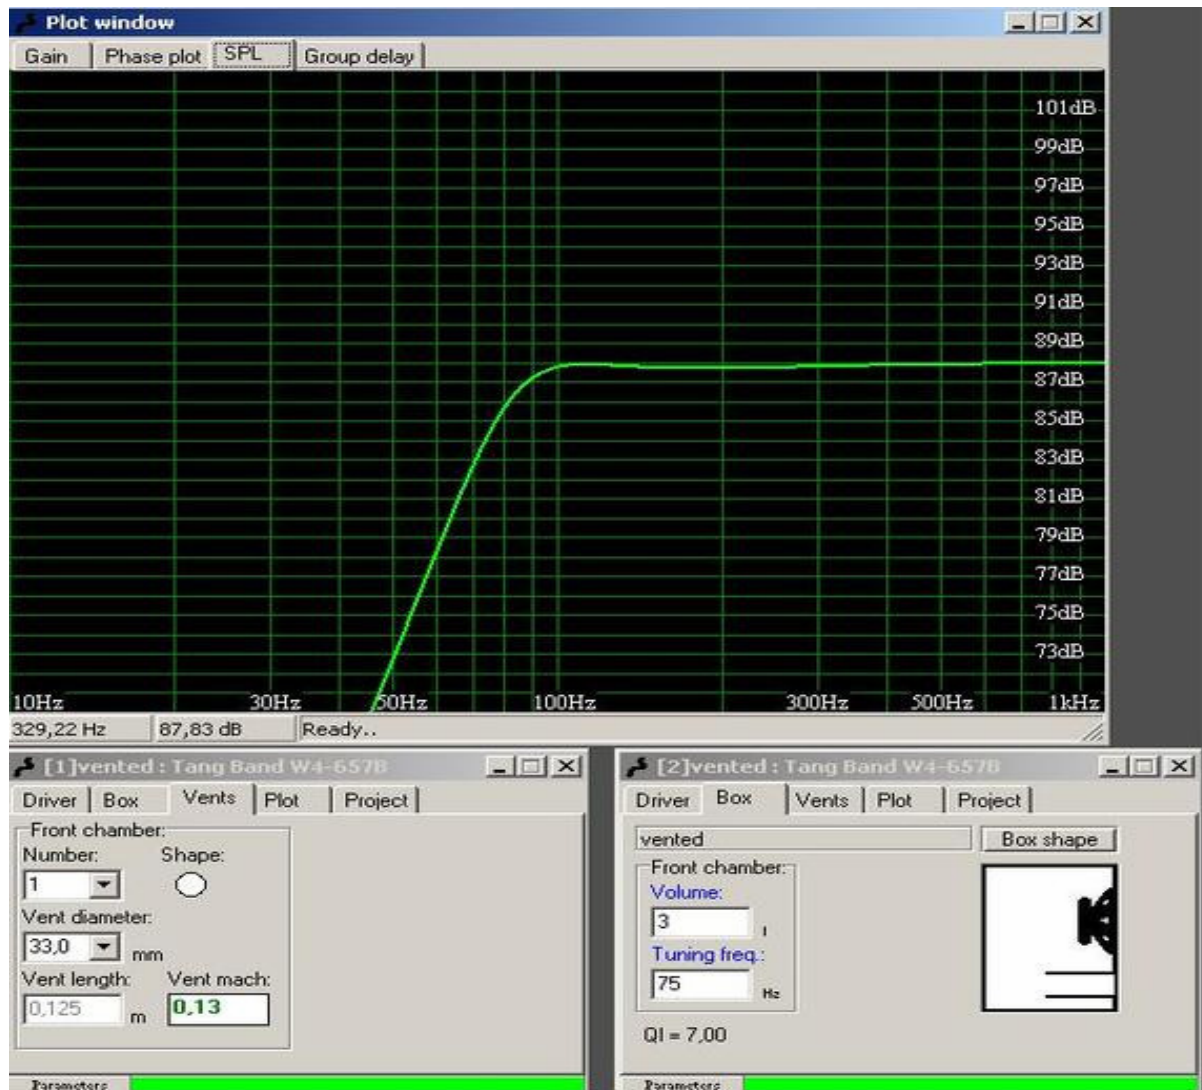 Plot window
Gain Phase plot SPL Group delay
101dB
99dB
97dB
95dB
93dB
91dB
89dB
87dB
85dB
83dB
81dB
79dB
77dB
75dB
73dB
10Hz 30Hz 50Hz 100Hz 300Hz 500Hz 1kHz
329,22 Hz 87,83 dB Ready..
[1]vented : Tang Band W4-657B
Driver Box Vents Plot Project
Front chamber:
Number: Shape:
1
Vent diameter:
33,0 mm
Vent length: Vent mach:
0,125 m 0,13
Parameters
[2]vented : Tang Band W4-657B
Driver Box Vents Plot Project
vented Box shape
Front chamber:
Volume:
3 l
Tuning freq.:
75 Hz
Ql = 7,00
Parameters